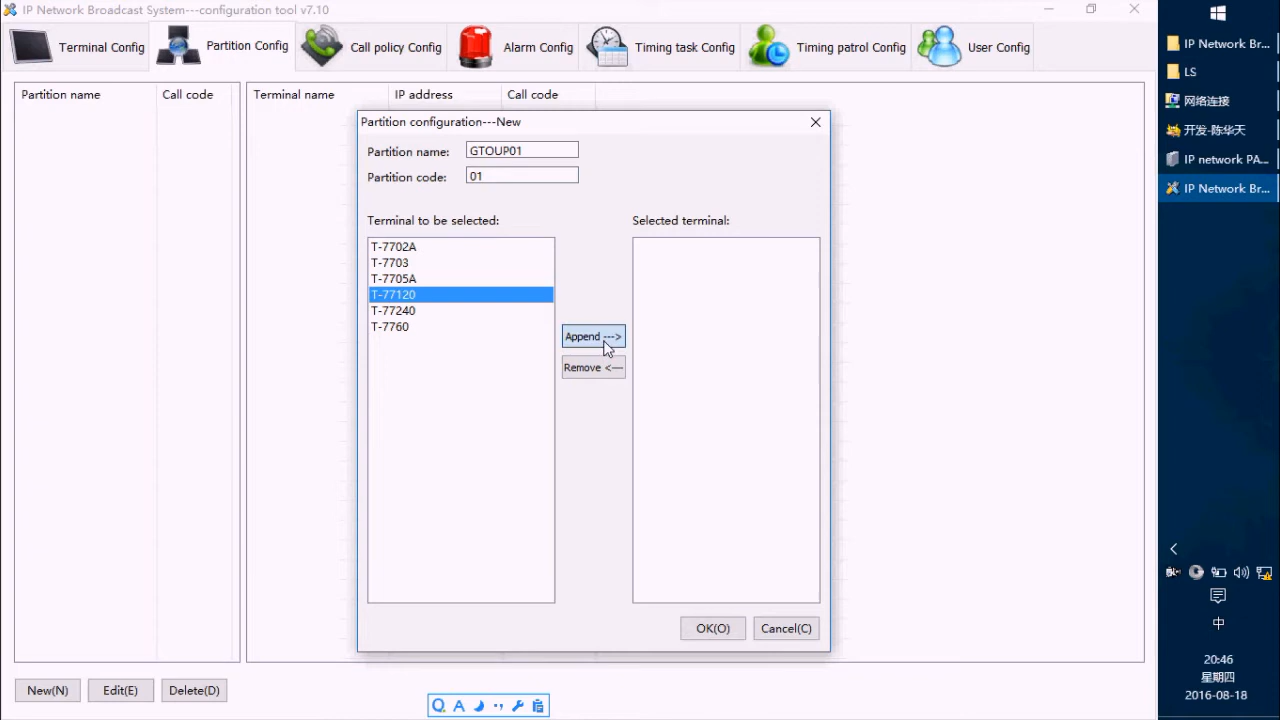 IP Network Broadcast System---configuration tool v7.10
Terminal Config
Partition Config
Call policy Config
Alarm Config
Timing task Config
Timing patrol Config
User Config
Partition name
Call code
Terminal name
IP address
Call code
Partition configuration---New
Partition name:
GTOUP01
Partition code:
01
Terminal to be selected:
Selected terminal:
T-7702A
T-7703
T-7705A
T-77120
T-77240
T-7760
Append --->
Remove <---
OK(O)
Cancel(C)
New(N)
Edit(E)
Delete(D)
IP Network Bro...
LS
网络连接
开发-陈华天
IP network PA...
IP Network Br...
中
20:46
星期四
2016-08-18